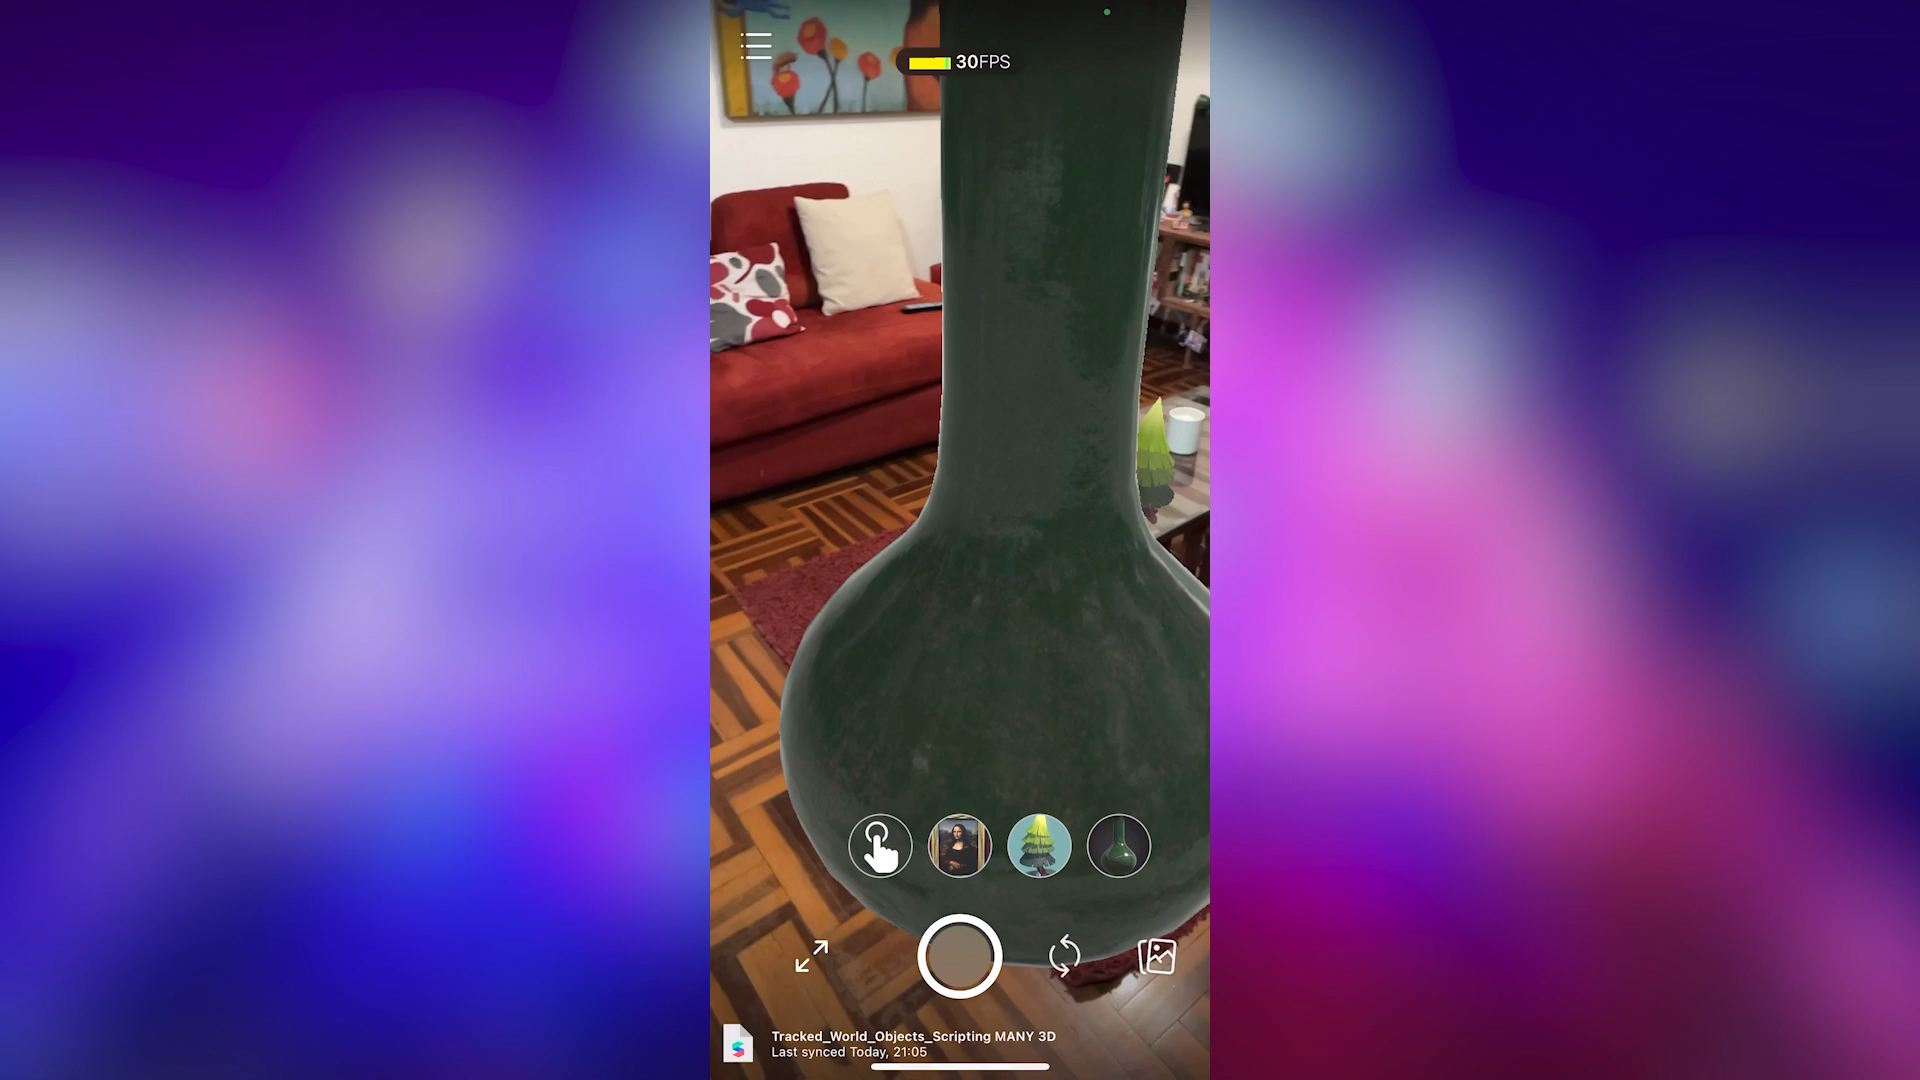 30FPS
Tracked_World_Objects_Scripting MANY 3D
Last synced Today, 21:05